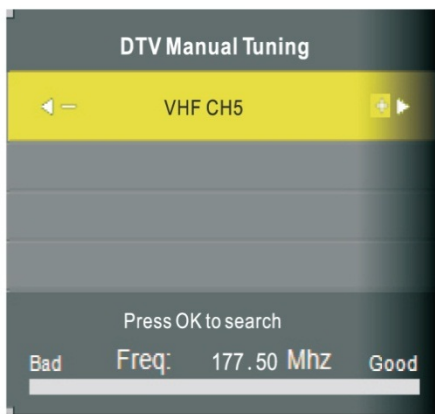 DTV Manual Tuning
− VHF CH5 +
Press OK to search
Bad Freq: 177.50 Mhz Good